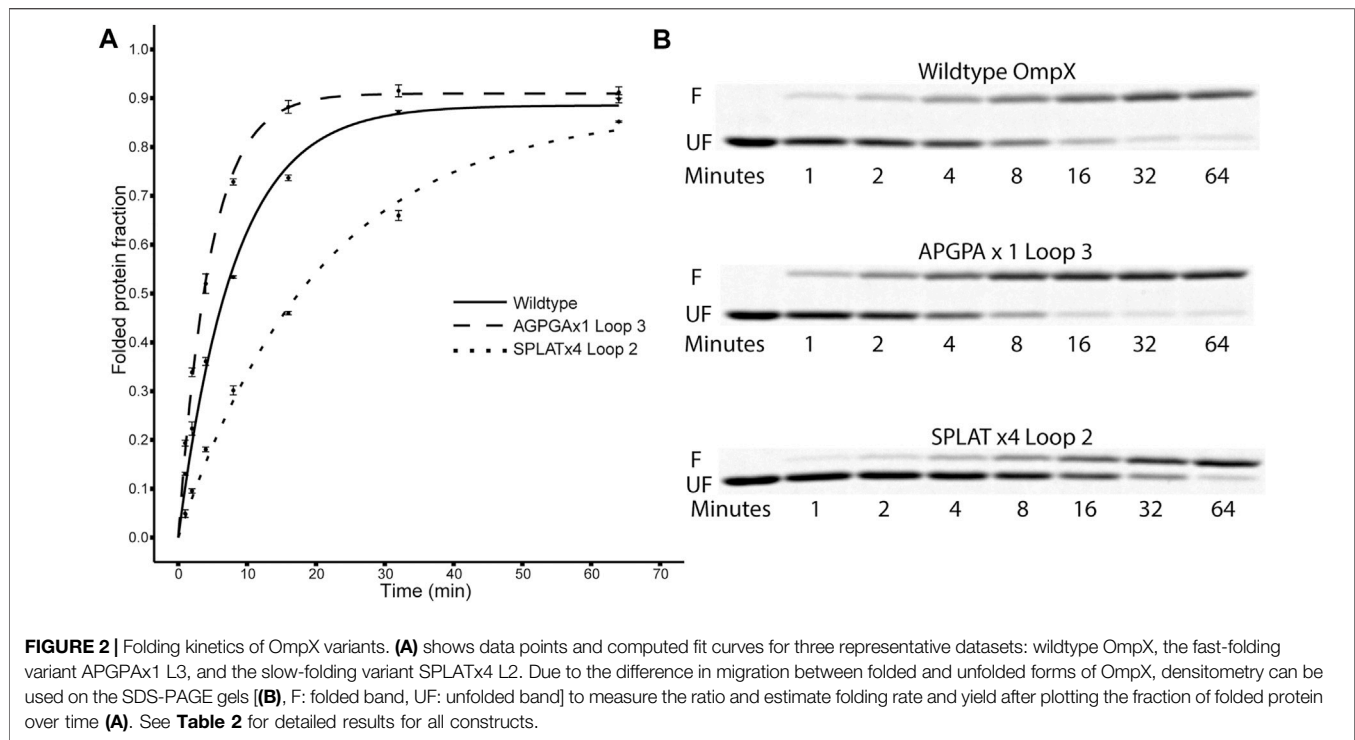 A
1.0
0.9
0.8
0.7
0.6
0.5
0.4
0.3
0.2
0.1
0.0
Folded protein fraction
0 10 20 30 40 50 60 70
Time (min)
Wildtype
AGPGAx1 Loop 3
SPLATx4 Loop 2
B
Wildtype OmpX
F
UF
Minutes 1 2 4 8 16 32 64
APGPA x 1 Loop 3
F
UF
Minutes 1 2 4 8 16 32 64
SPLAT x4 Loop 2
F
UF
Minutes 1 2 4 8 16 32 64
FIGURE 2 | Folding kinetics of OmpX variants. (A) shows data points and computed fit curves for three representative datasets: wildtype OmpX, the fast-folding
variant APGPAx1 L3, and the slow-folding variant SPLATx4 L2. Due to the difference in migration between folded and unfolded forms of OmpX, densitometry can be
used on the SDS-PAGE gels [(B), F: folded band, UF: unfolded band] to measure the ratio and estimate folding rate and yield after plotting the fraction of folded protein
over time (A). See Table 2 for detailed results for all constructs.